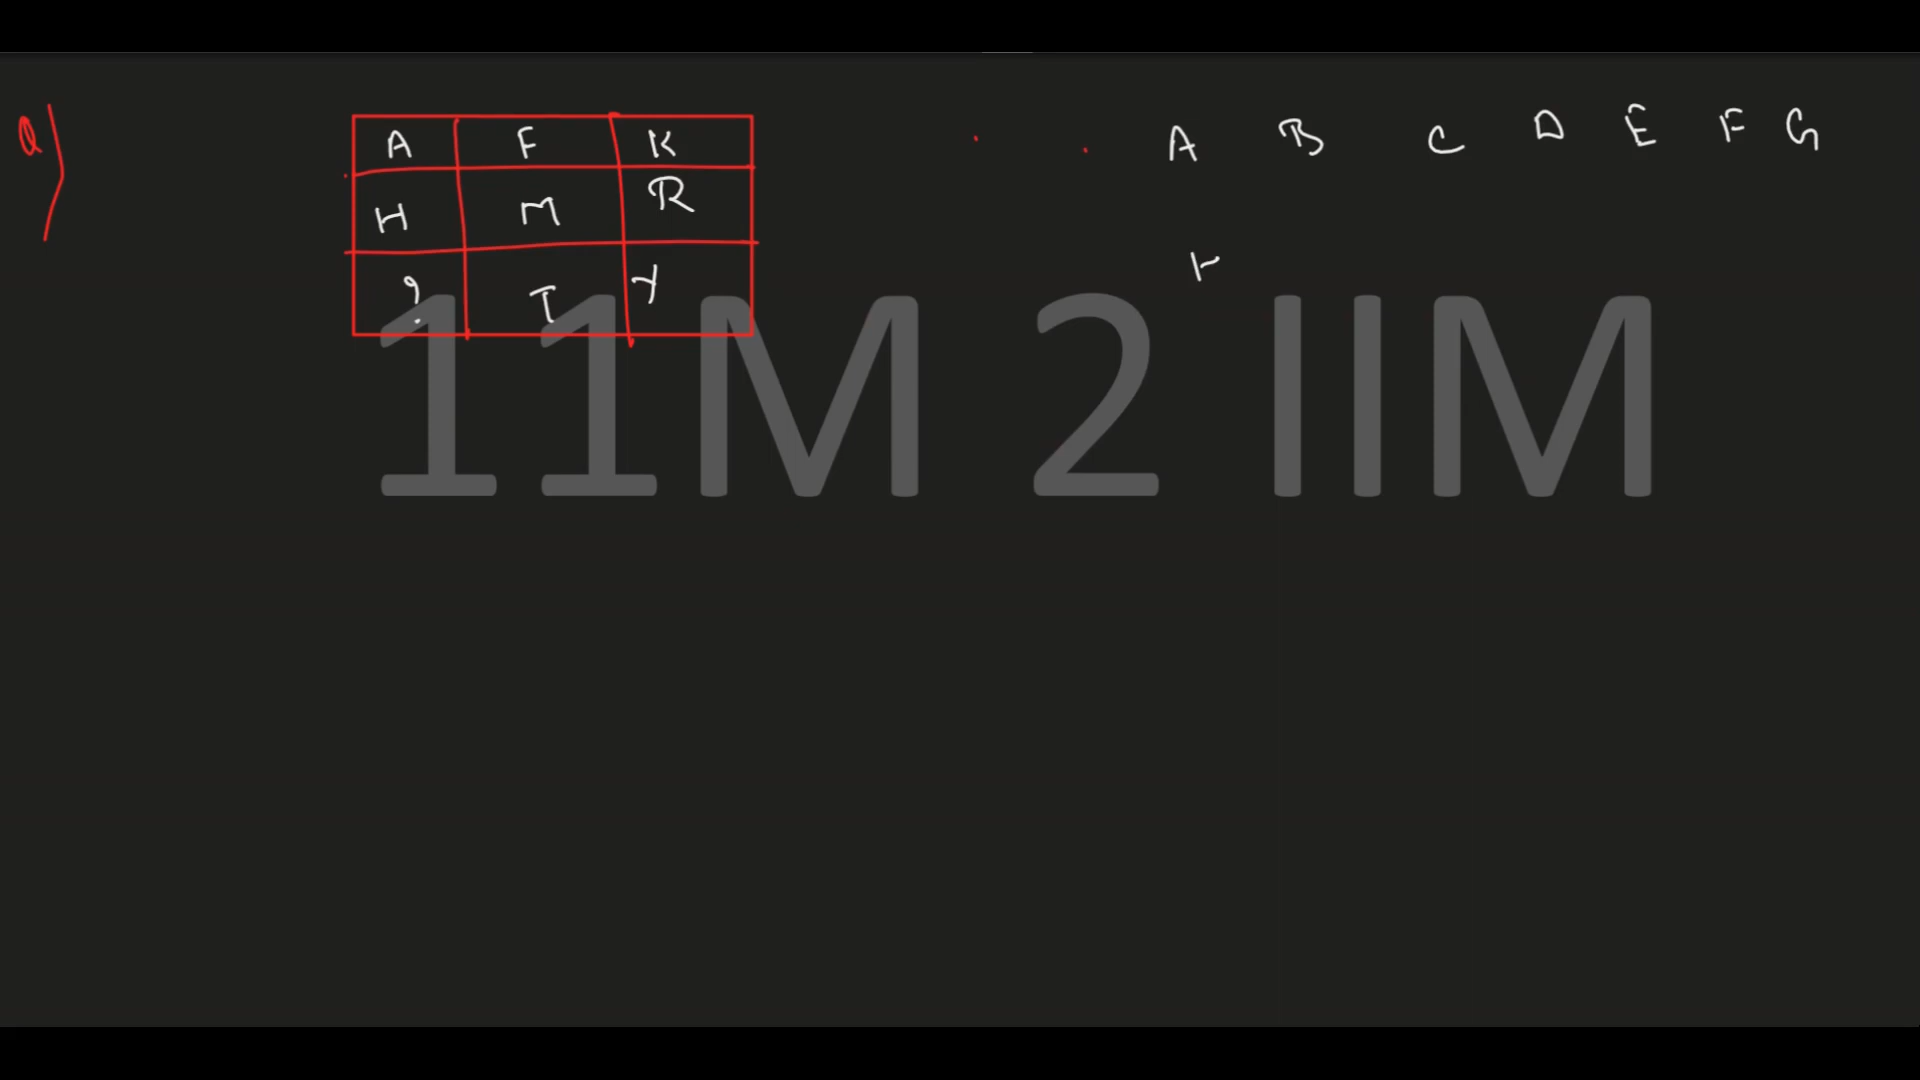 Q) A F K A B C D E F G
H M R
H
? T Y
11M 2 IIM